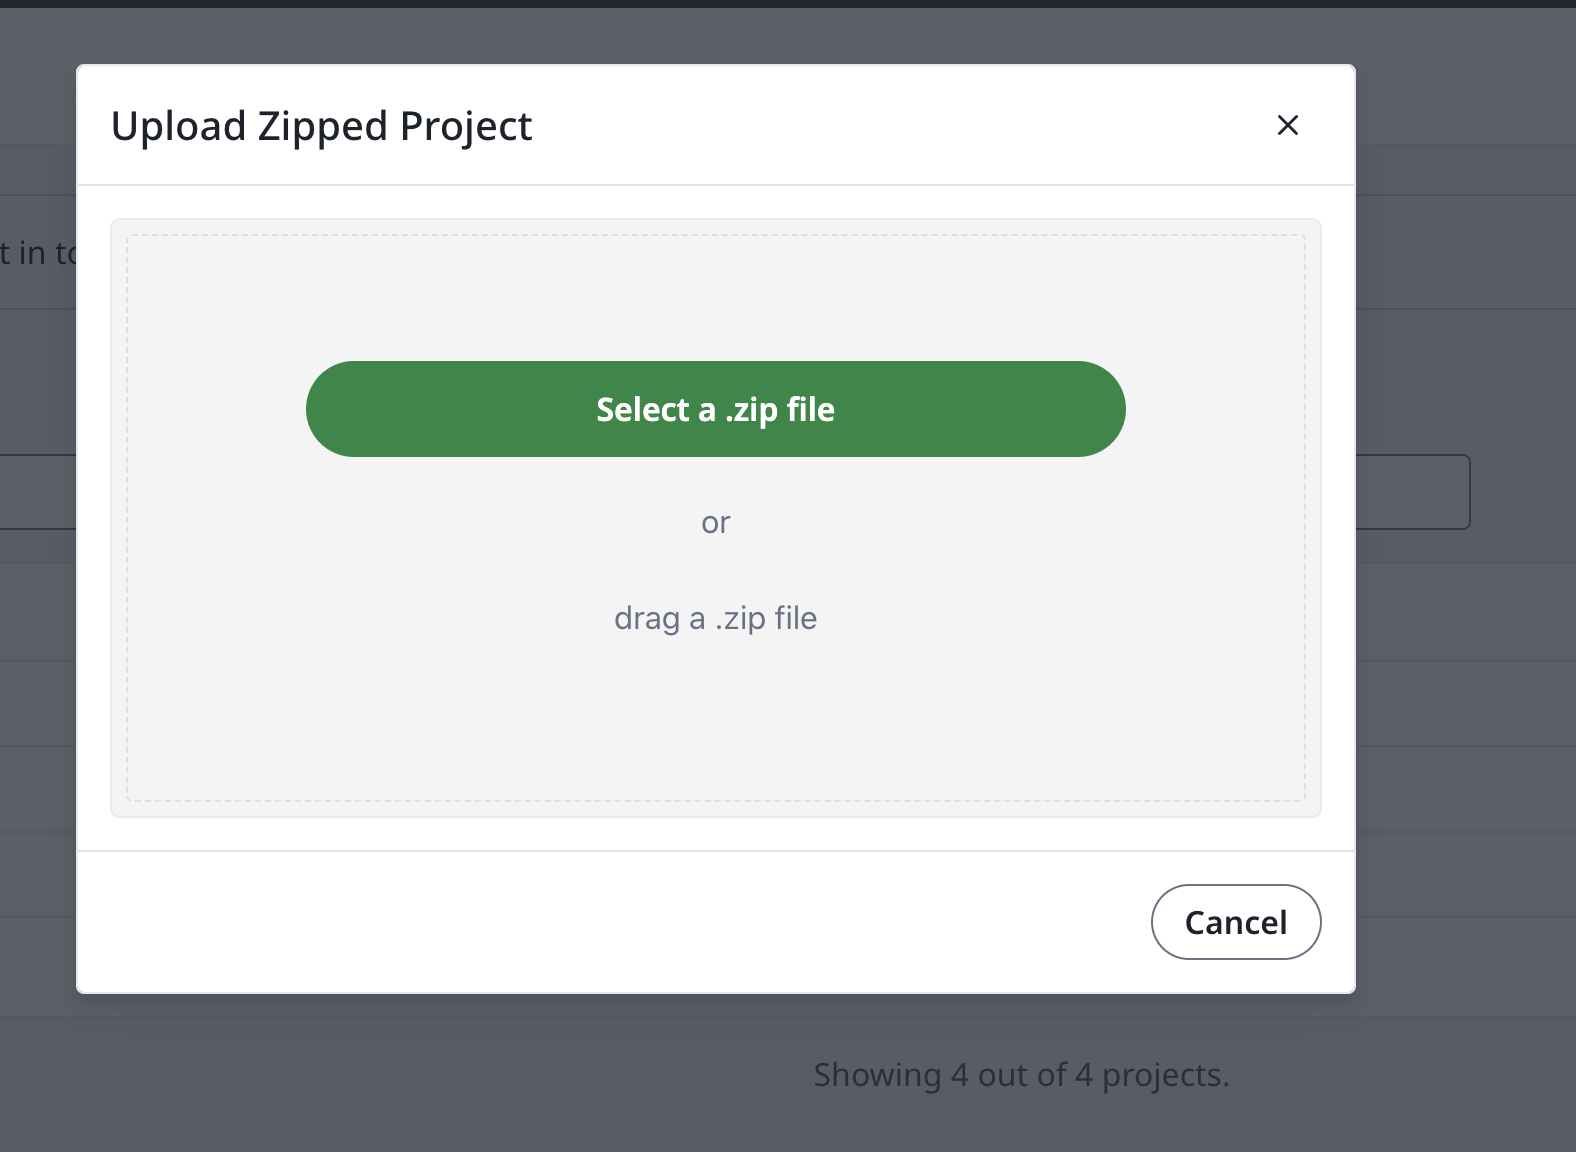 Upload Zipped Project
t in to
Select a .zip file
or
drag a .zip file
Cancel
Showing 4 out of 4 projects.